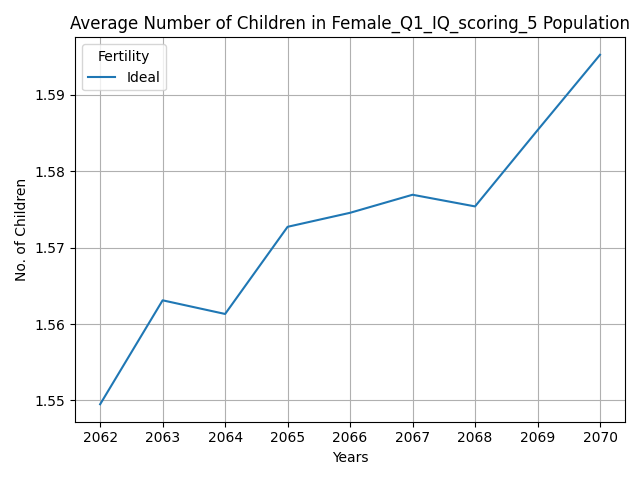 Average Number of Children in Female_Q1_IQ_scoring_5 Population
Fertility
Ideal
1.59
1.58
1.57
1.56
1.55
No. of Children
2062 2063 2064 2065 2066 2067 2068 2069 2070
Years